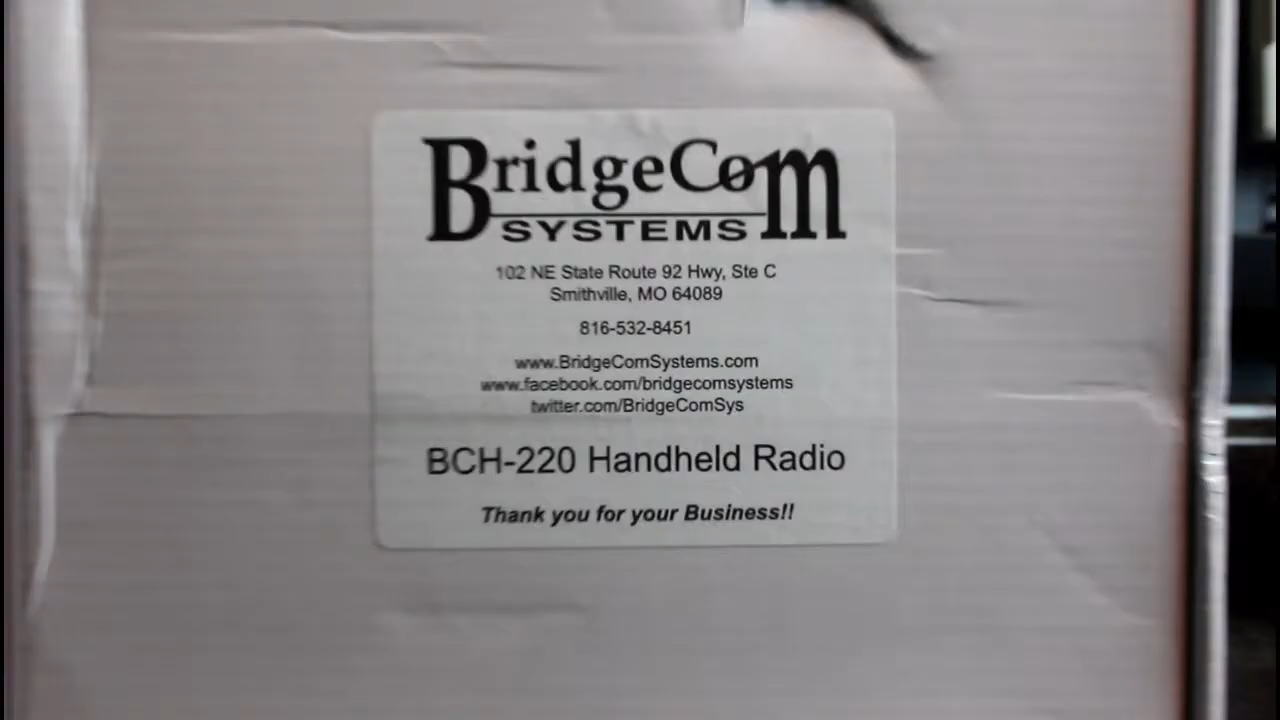 BridgeCom
SYSTEMS
102 NE State Route 92 Hwy, Ste C
Smithville, MO 64089
816-532-8451
www.BridgeComSystems.com
www.facebook.com/bridgecomsystems
twitter.com/BridgeComSys
BCH-220 Handheld Radio
Thank you for your Business!!